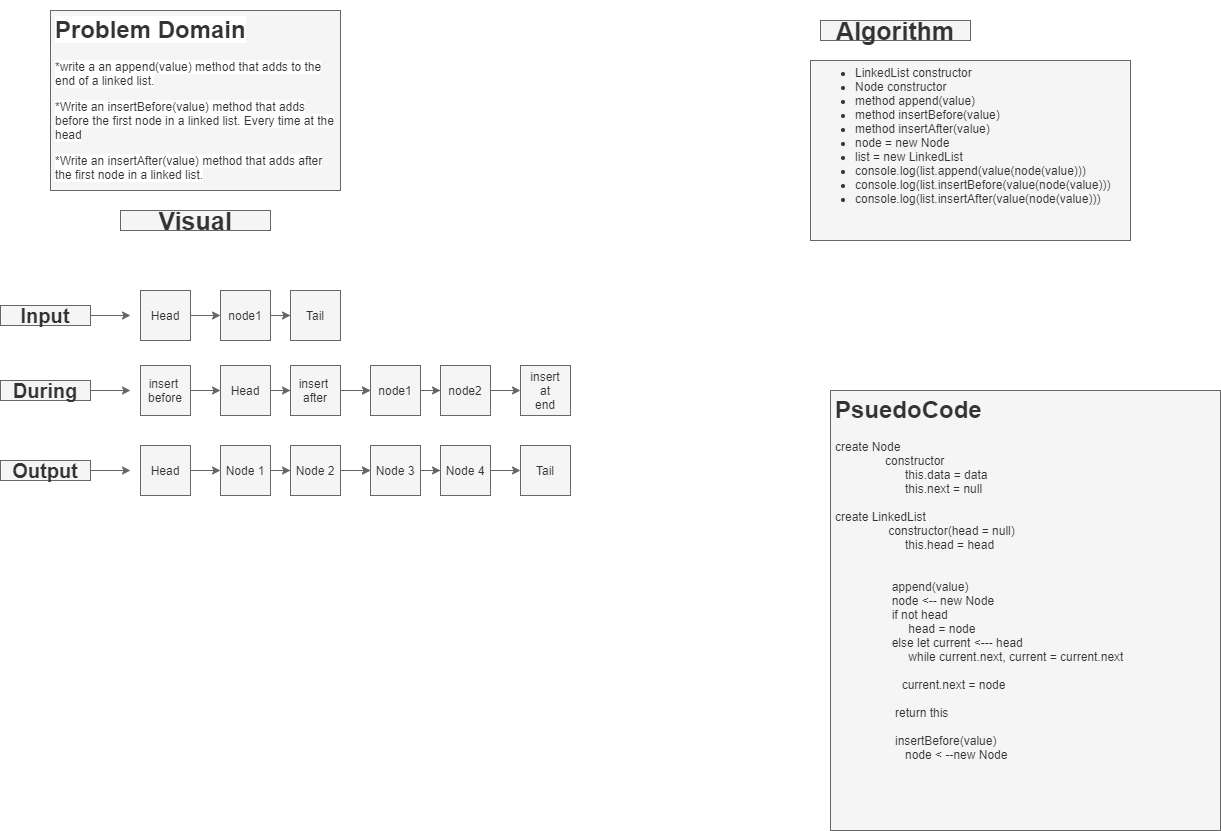 Problem Domain
*write a an append(value) method that adds to the
end of a linked list.
*Write an insertBefore(value) method that adds
before the first node in a linked list. Every time at the
head
*Write an insertAfter(value) method that adds after
the first node in a linked list.
Visual
Input
Head
node1
Tail
During
insert
before
Head
insert
after
node1
node2
insert
at
end
Output
Head
Node 1
Node 2
Node 3
Node 4
Tail
Algorithm
• LinkedList constructor
• Node constructor
• method append(value)
• method insertBefore(value)
• method insertAfter(value)
• node = new Node
• list = new LinkedList
• console.log(list.append(value(node(value)))
• console.log(list.insertBefore(value(node(value)))
• console.log(list.insertAfter(value(node(value)))
PsuedoCode
create Node
constructor
this.data = data
this.next = null
create LinkedList
constructor(head = null)
this.head = head
append(value)
node <-- new Node
if not head
head = node
else let current <--- head
while current.next, current = current.next
current.next = node
return this
insertBefore(value)
node < --new Node